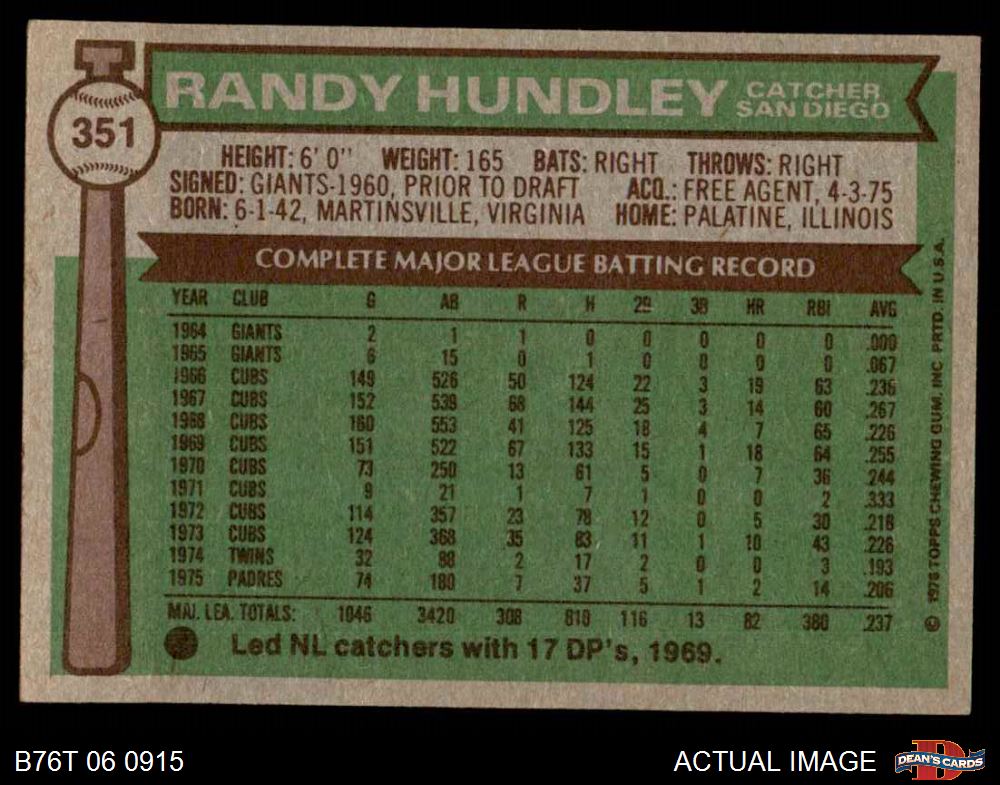 RANDY HUNDLEY CATCHER SAN DIEGO
351
HEIGHT: 6' 0" WEIGHT: 165 BATS: RIGHT THROWS: RIGHT
SIGNED: GIANTS-1960, PRIOR TO DRAFT ACQ.: FREE AGENT, 4-3-75
BORN: 6-1-42, MARTINSVILLE, VIRGINIA HOME: PALATINE, ILLINOIS
COMPLETE MAJOR LEAGUE BATTING RECORD
YEAR CLUB G AB R H 2B 3B HR RBI AVG
1964 GIANTS 2 1 1 0 0 0 0 0 .000
1965 GIANTS 6 15 0 1 0 0 0 0 .067
1966 CUBS 149 526 50 124 22 3 19 63 .236
1967 CUBS 152 539 68 144 25 3 14 60 .267
1968 CUBS 160 553 41 125 18 4 7 65 .226
1969 CUBS 151 522 67 133 15 1 18 64 .255
1970 CUBS 73 250 13 61 5 0 7 36 .244
1971 CUBS 9 21 1 7 1 0 0 2 .333
1972 CUBS 114 357 23 78 12 0 5 30 .218
1973 CUBS 124 368 35 83 11 1 10 43 .226
1974 TWINS 32 88 2 17 2 0 0 3 .193
1975 PADRES 74 180 7 37 5 1 2 14 .206
MAJ. LEA. TOTALS: 1046 3420 308 810 116 13 82 380 .237
Led NL catchers with 17 DP's, 1969.
© 1976 TOPPS CHEWING GUM, INC PRTD. IN U.S.A.
B76T 06 0915
ACTUAL IMAGE
D
DEAN'S CARDS